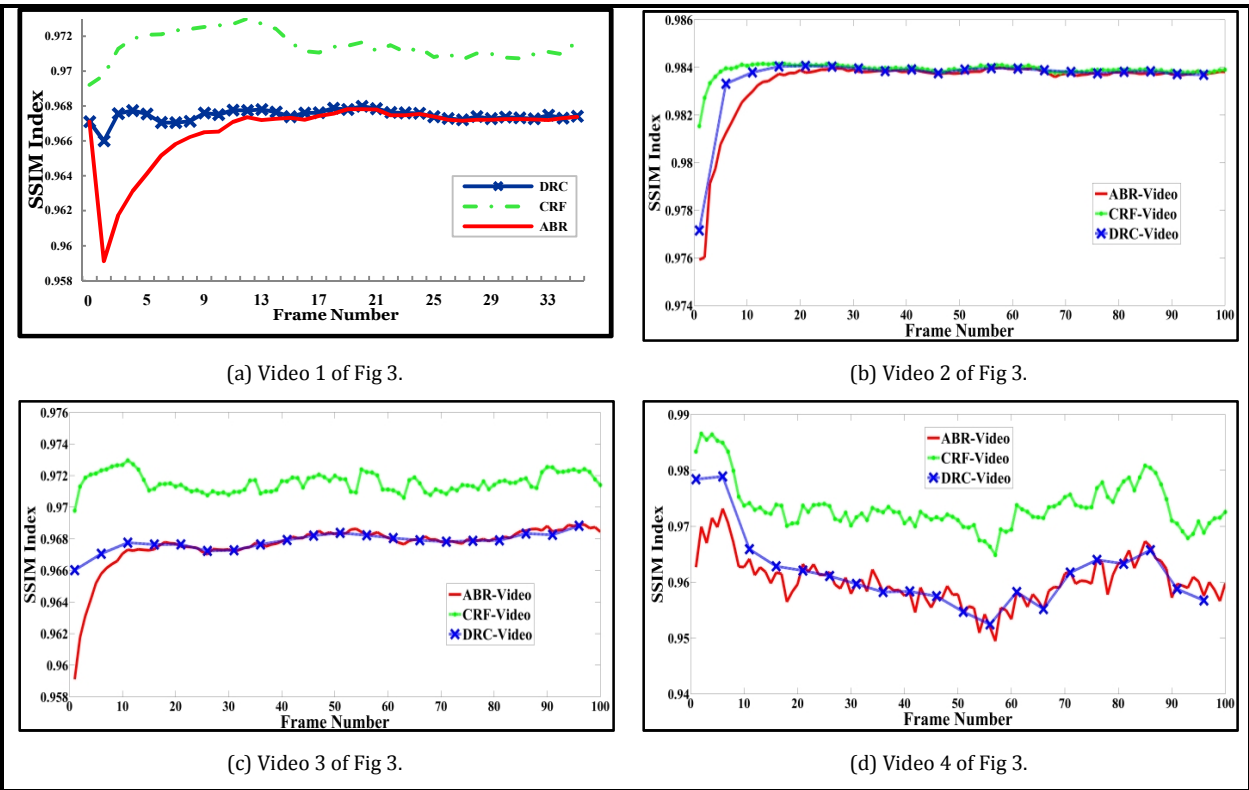 0.972
0.97
0.968
0.966
0.964
0.962
0.96
0.958
SSIM Index
DRC
CRF
ABR
0 5 9 13 17 21 25 29 33
Frame Number
(a) Video 1 of Fig 3.
0.986
0.984
0.982
0.98
0.978
0.976
0.974
SSIM Index
ABR-Video
CRF-Video
DRC-Video
0 10 20 30 40 50 60 70 80 90 100
Frame Number
(b) Video 2 of Fig 3.
0.976
0.974
0.972
0.97
0.968
0.966
0.964
0.962
0.96
0.958
SSIM Index
ABR-Video
CRF-Video
DRC-Video
0 10 20 30 40 50 60 70 80 90 100
Frame Number
(c) Video 3 of Fig 3.
0.99
0.98
0.97
0.96
0.95
0.94
SSIM Index
ABR-Video
CRF-Video
DRC-Video
0 10 20 30 40 50 60 70 80 90 100
Frame Number
(d) Video 4 of Fig 3.